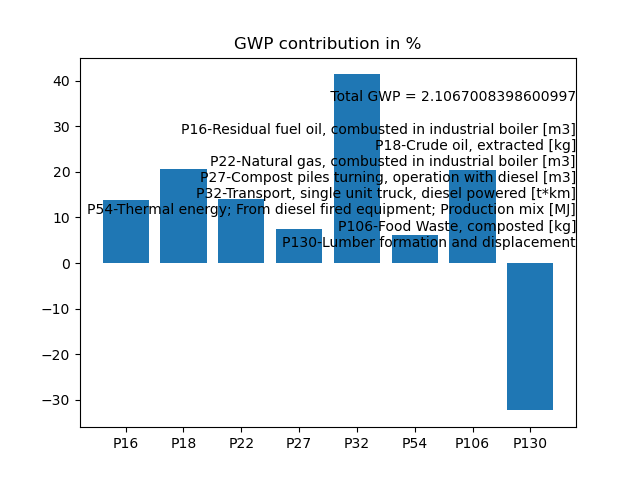 GWP contribution in %
40
30
20
10
0
−10
−20
−30
Total GWP = 2.1067008398600997
P16-Residual fuel oil, combusted in industrial boiler [m3]
P18-Crude oil, extracted [kg]
P22-Natural gas, combusted in industrial boiler [m3]
P27-Compost piles turning, operation with diesel [m3]
P32-Transport, single unit truck, diesel powered [t*km]
P54-Thermal energy; From diesel fired equipment; Production mix [MJ]
P106-Food Waste, composted [kg]
P130-Lumber formation and displacement
P16 P18 P22 P27 P32 P54 P106 P130